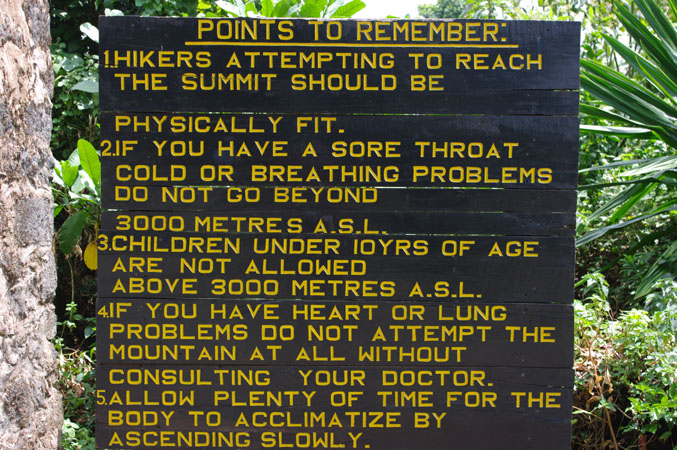 POINTS TO REMEMBER:
1.HIKERS ATTEMPTING TO REACH
THE SUMMIT SHOULD BE
PHYSICALLY FIT.
2.IF YOU HAVE A SORE THROAT
COLD OR BREATHING PROBLEMS
DO NOT GO BEYOND
3000 METRES A.S.L.
3.CHILDREN UNDER 10YRS OF AGE
ARE NOT ALLOWED
ABOVE 3000 METRES A.S.L.
4.IF YOU HAVE HEART OR LUNG
PROBLEMS DO NOT ATTEMPT THE
MOUNTAIN AT ALL WITHOUT
CONSULTING YOUR DOCTOR.
5.ALLOW PLENTY OF TIME FOR THE
BODY TO ACCLIMATIZE BY
ASCENDING SLOWLY.